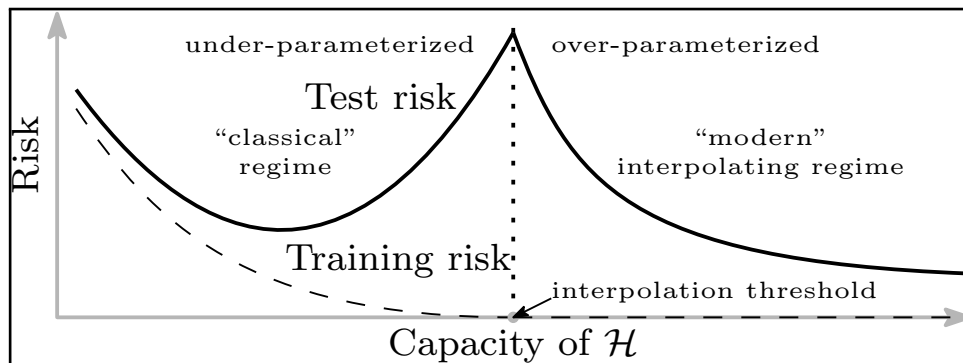 under-parameterized
over-parameterized
Test risk
“classical”
regime
“modern”
interpolating regime
Risk
Training risk
interpolation threshold
Capacity of ℋ